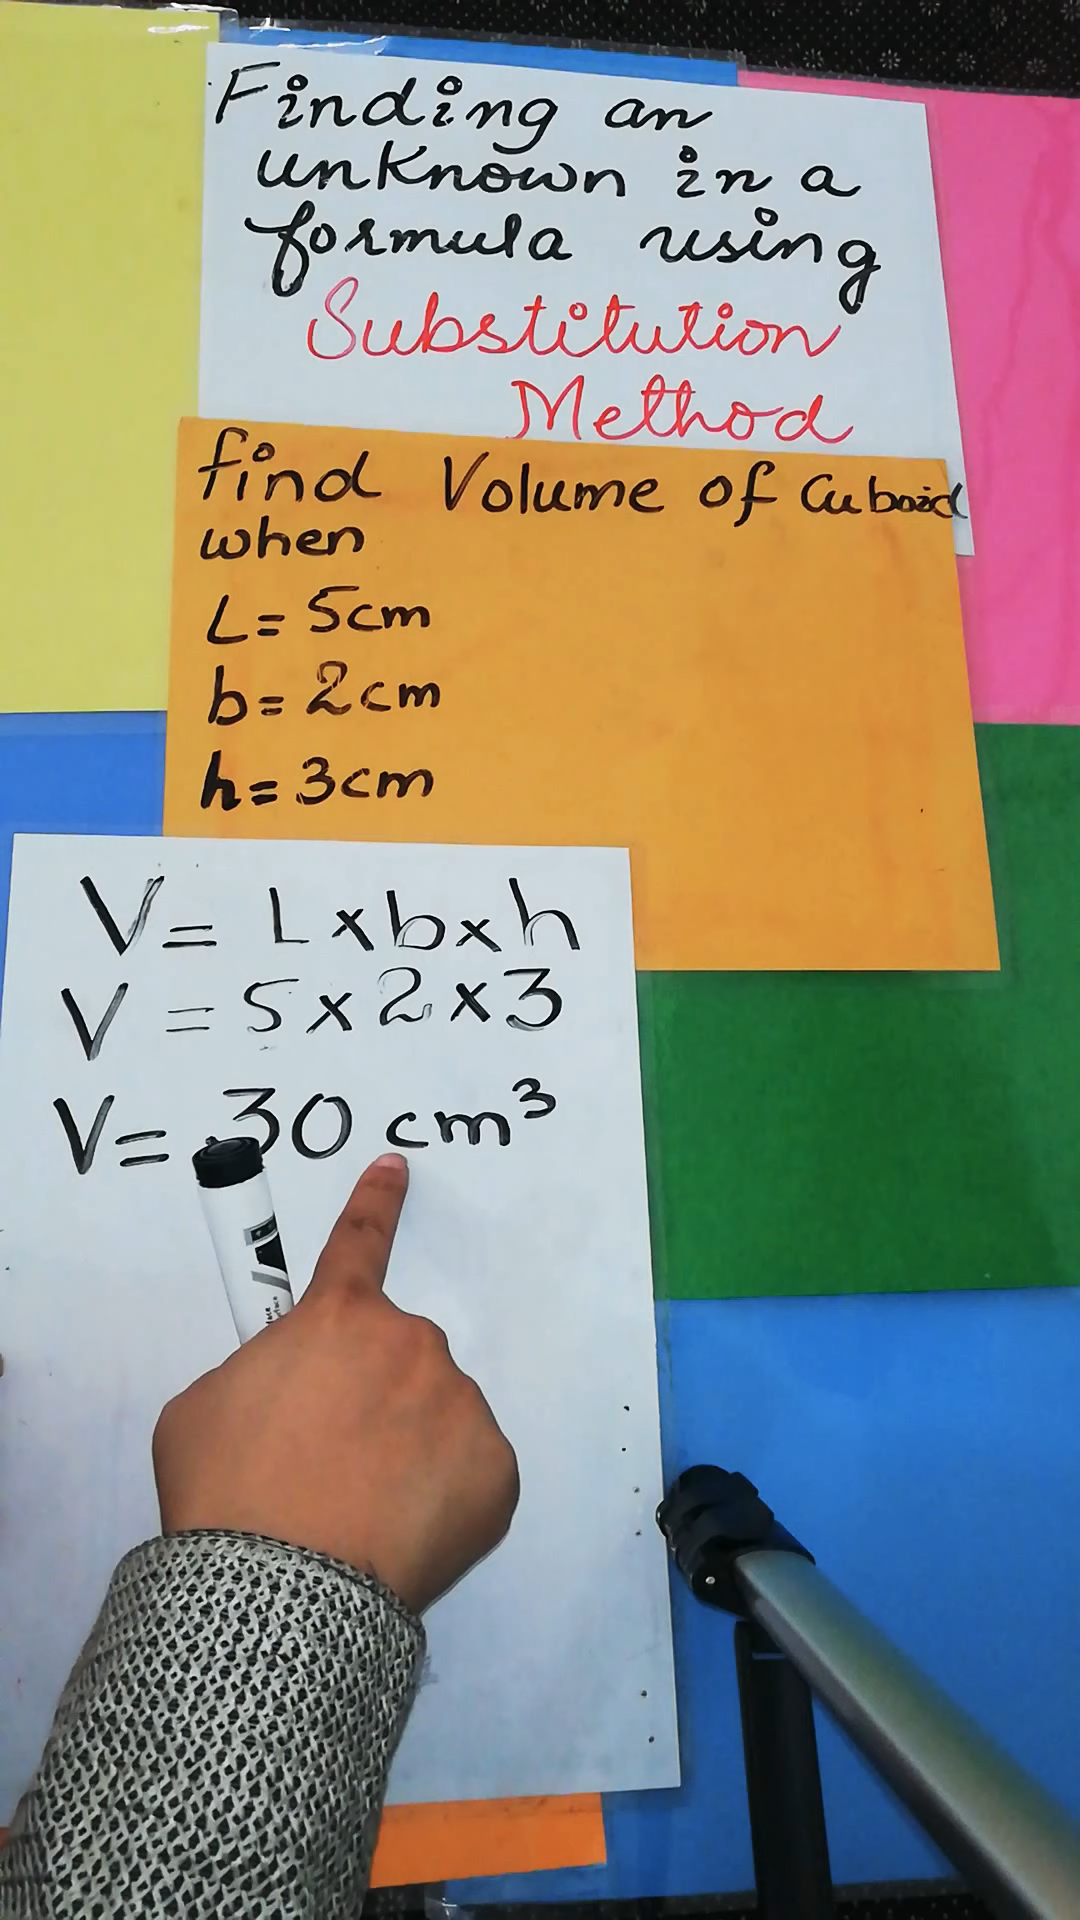 Finding an
unknown in a
formula using
Substitution
Method
find Volume of Cuboid
when
L= 5cm
b= 2cm
h= 3cm
V= L×b×h
V = 5×2×3
V= 30 cm³